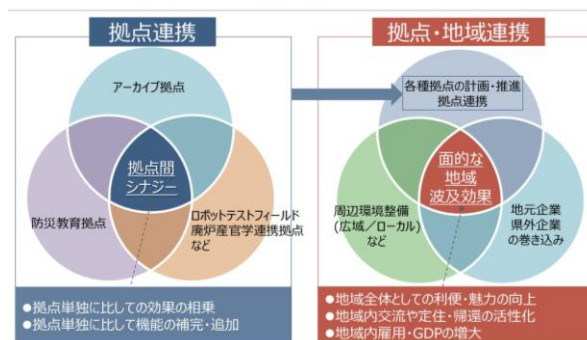 拠点連携
アーカイブ拠点
拠点間
シナジー
防災教育拠点
ロボットテストフィールド
廃炉産官学連携拠点
など
●拠点単独に比しての効果の相乗
●拠点単独に比して機能の補完・追加
拠点・地域連携
各種拠点の計画・推進
拠点連携
面的な
地域
波及効果
周辺環境整備
(広域/ローカル)
など
地元企業
県外企業
の巻き込み
●地域全体としての利便・魅力の向上
●地域内交流や定住・帰還の活性化
●地域内雇用・GDPの増大